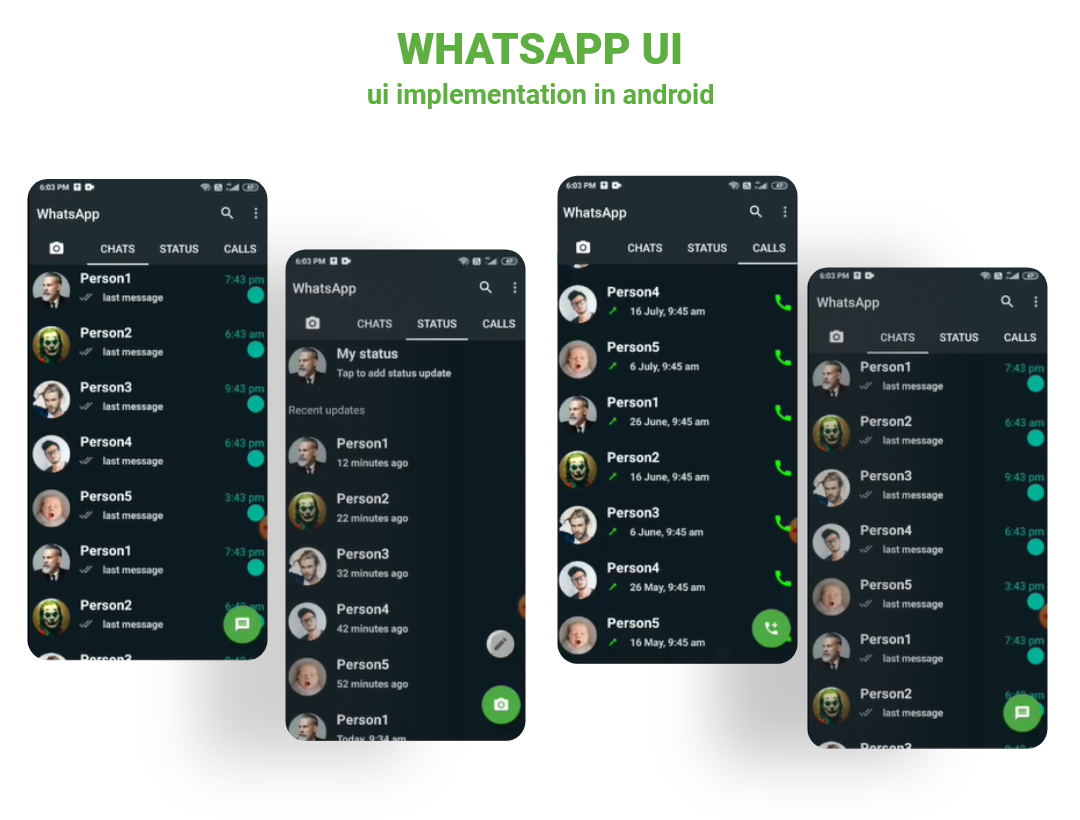 WHATSAPP UI
ui implementation in android
6:03 PM
WhatsApp
CHATS STATUS CALLS
Person1 7:43 pm
last message
Person2 6:43 am
last message
Person3 9:43 pm
last message
Person4 6:43 pm
last message
Person5 3:43 pm
last message
Person1 7:43 pm
last message
Person2
last message
Person3
6:03 PM
WhatsApp
CHATS STATUS CALLS
My status
Tap to add status update
Recent updates
Person1
12 minutes ago
Person2
22 minutes ago
Person3
32 minutes ago
Person4
42 minutes ago
Person5
52 minutes ago
Person1
Today, 9:34 am
6:03 PM
WhatsApp
CHATS STATUS CALLS
Person4
16 July, 9:45 am
Person5
6 July, 9:45 am
Person1
26 June, 9:45 am
Person2
16 June, 9:45 am
Person3
6 June, 9:45 am
Person4
26 May, 9:45 am
Person5
16 May, 9:45 am
6:03 PM
WhatsApp
CHATS STATUS CALLS
Person1 7:43 pm
last message
Person2 6:43 am
last message
Person3 9:43 pm
last message
Person4 6:43 pm
last message
Person5 3:43 pm
last message
Person1 7:43 pm
last message
Person2
last message
Person3